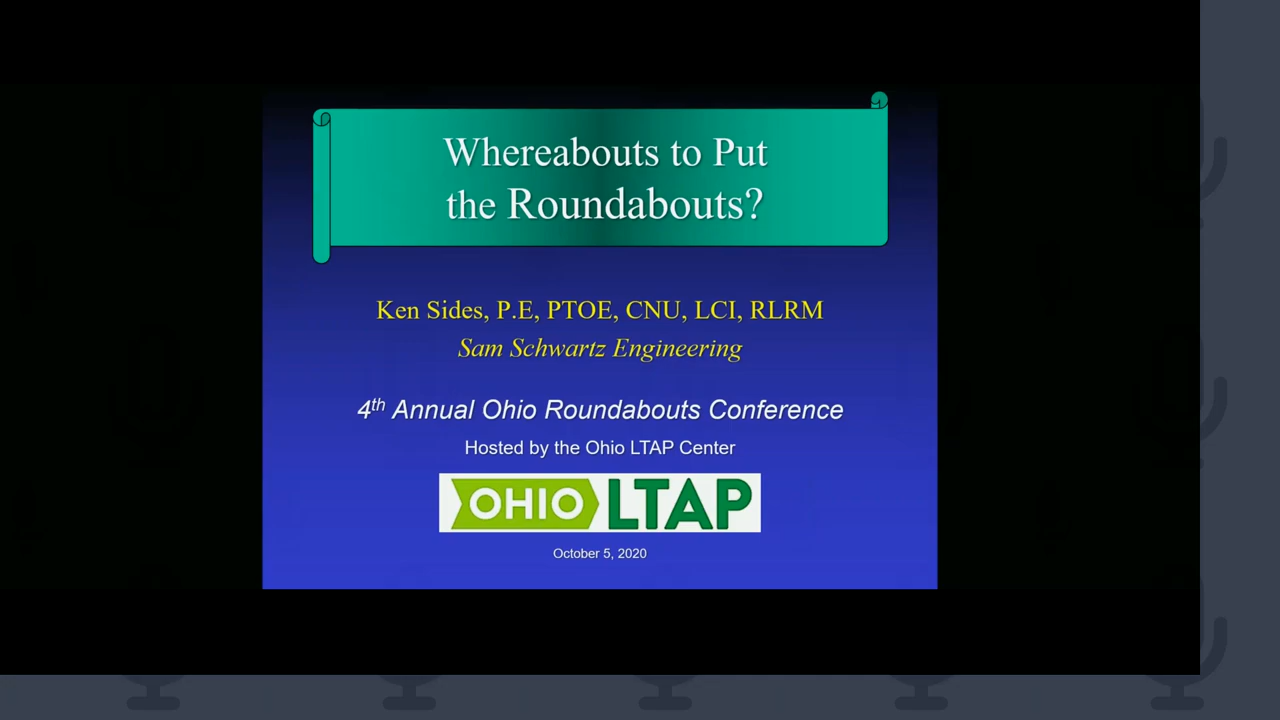 Whereabouts to Put
the Roundabouts?
Ken Sides, P.E, PTOE, CNU, LCI, RLRM
Sam Schwartz Engineering
4th Annual Ohio Roundabouts Conference
Hosted by the Ohio LTAP Center
OHIO LTAP
October 5, 2020